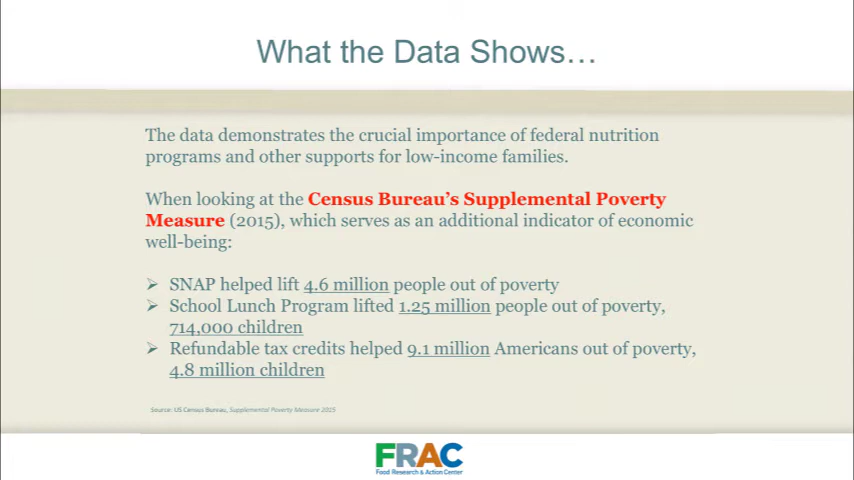 What the Data Shows…
The data demonstrates the crucial importance of federal nutrition
programs and other supports for low-income families.
When looking at the Census Bureau's Supplemental Poverty
Measure (2015), which serves as an additional indicator of economic
well-being:
➢ SNAP helped lift 4.6 million people out of poverty
➢ School Lunch Program lifted 1.25 million people out of poverty,
714,000 children
➢ Refundable tax credits helped 9.1 million Americans out of poverty,
4.8 million children
Source: US Census Bureau, Supplemental Poverty Measure 2015
FRAC
Food Research & Action Center